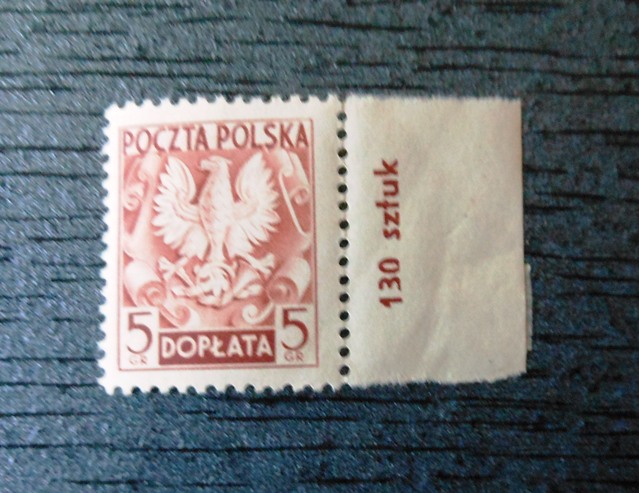 POCZTA POLSKA
5 GR DOPŁATA 5 GR
130 sztuk